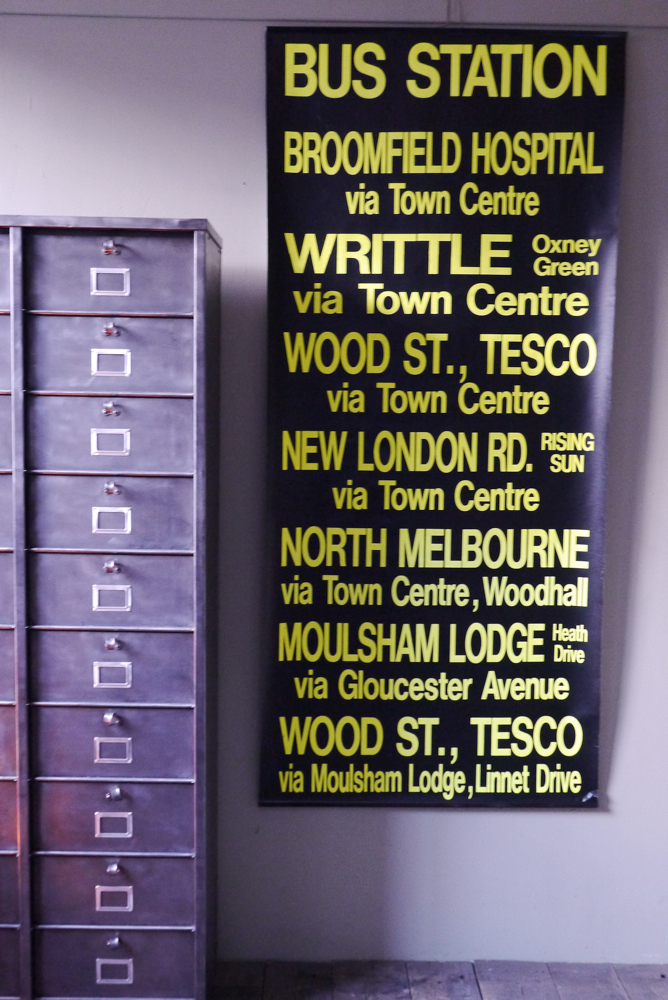 BUS STATION
BROOMFIELD HOSPITAL
via Town Centre
WRITTLE Oxney Green
via Town Centre
WOOD ST., TESCO
via Town Centre
NEW LONDON RD. RISING SUN
via Town Centre
NORTH MELBOURNE
via Town Centre, Woodhall
MOULSHAM LODGE Heath Drive
via Gloucester Avenue
WOOD ST., TESCO
via Moulsham Lodge, Linnet Drive